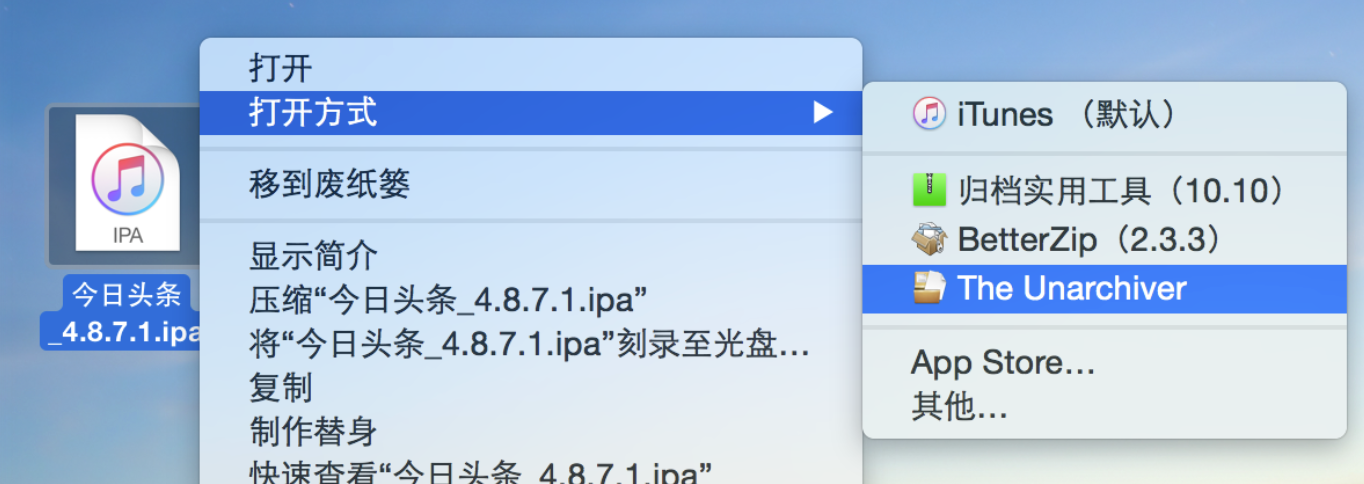 IPA
今日头条
_4.8.7.1.ipa
打开
打开方式
移到废纸篓
显示简介
压缩“今日头条_4.8.7.1.ipa”
将“今日头条_4.8.7.1.ipa”刻录至光盘…
复制
制作替身
快速查看“今日头条_4.8.7.1.ipa”
iTunes （默认）
归档实用工具（10.10）
BetterZip（2.3.3）
The Unarchiver
App Store…
其他…